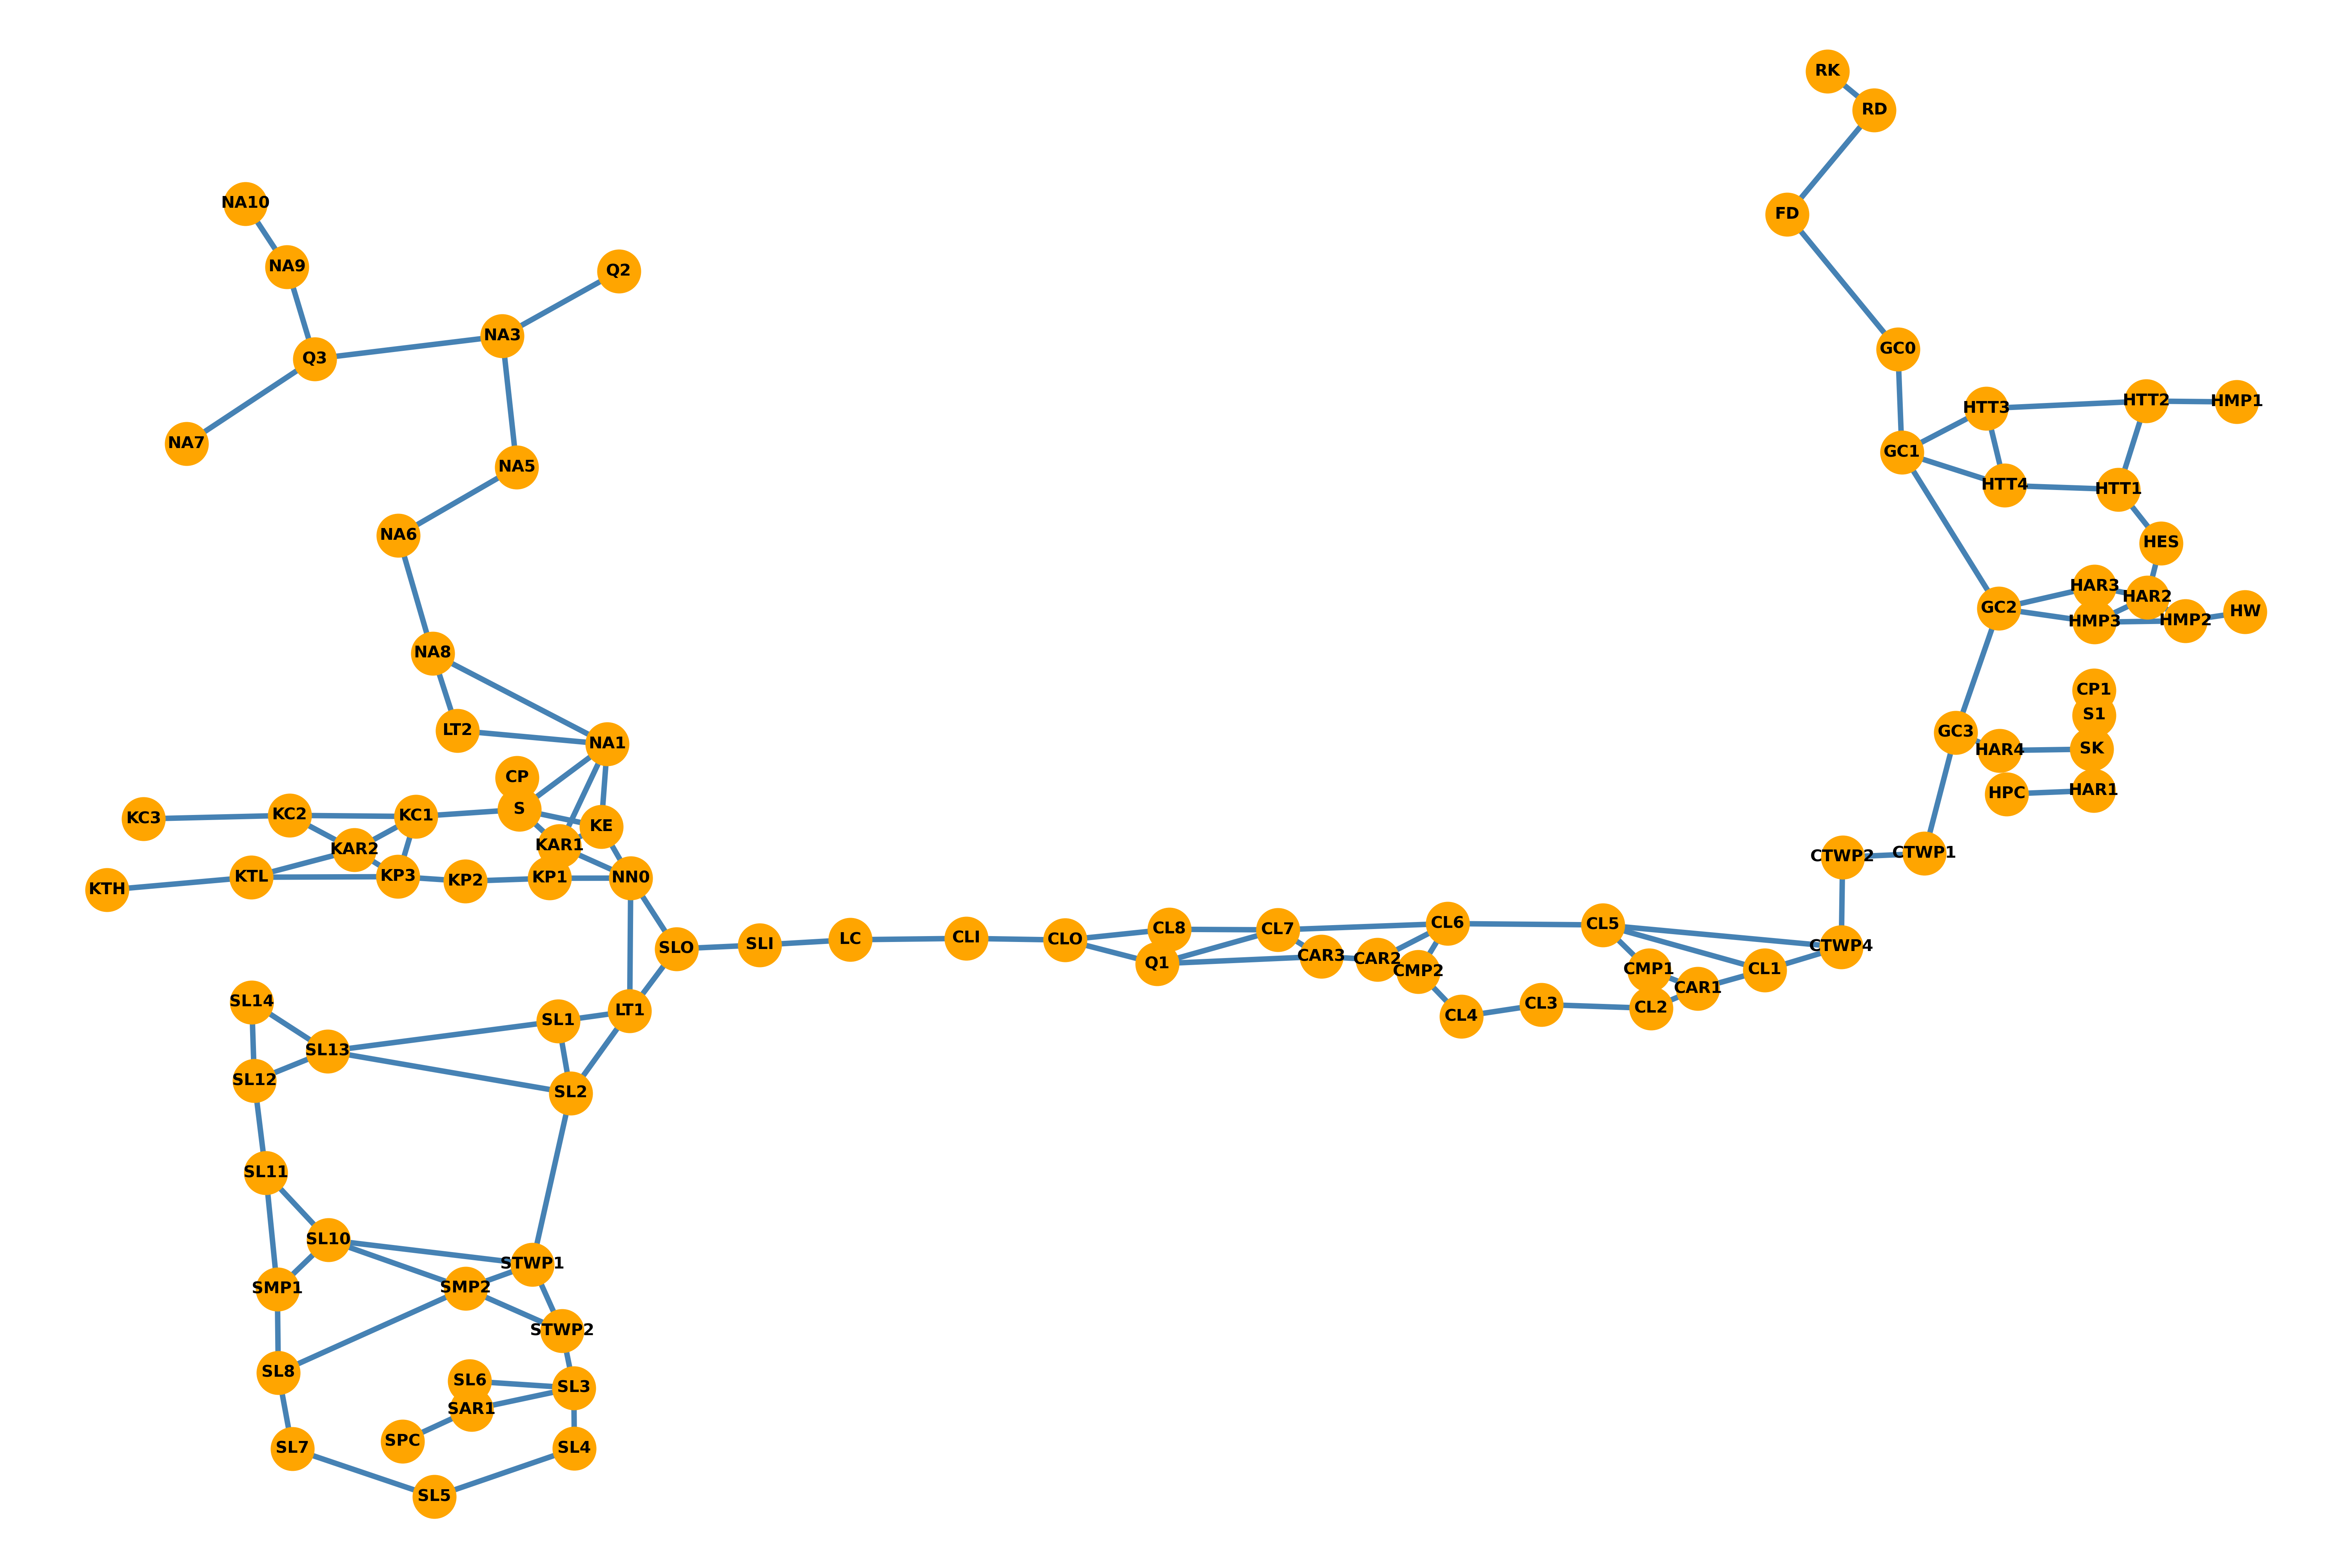 RK
RD
NA10
FD
NA9
Q2
NA3
GC0
Q3
HTT2
HMP1
HTT3
NA7
GC1
NA5
HTT4
HTT1
NA6
HES
HAR3
HAR2
GC2
HW
HMP2
HMP3
NA8
CP1
S1
LT2
GC3
NA1
SK
HAR4
CP
HAR1
HPC
S
KC2
KC1
KC3
KE
KAR1
KAR2
CTWP1
CTWP2
KP3
KTL
KP1
NN0
KP2
KTH
CL6
CL5
CL8
CL7
CLI
LC
CLO
SLI
CTWP4
SLO
CAR3
CAR2
Q1
CMP1
CL1
CMP2
CAR1
SL14
CL3
CL2
LT1
CL4
SL1
SL13
SL12
SL2
SL11
SL10
STWP1
SMP2
SMP1
STWP2
SL8
SL6
SL3
SAR1
SPC
SL7
SL4
SL5